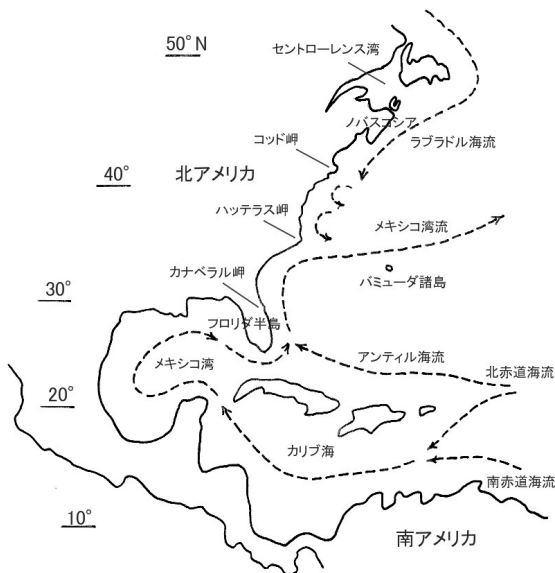 50°N
セントローレンス湾
ノバスコシア
コッド岬
ラブラドル海流
40°
北アメリカ
ハッテラス岬
メキシコ湾流
カナベラル岬
バミューダ諸島
30°
フロリダ半島
メキシコ湾
アンティル海流
北赤道海流
20°
カリブ海
南赤道海流
10°
南アメリカ